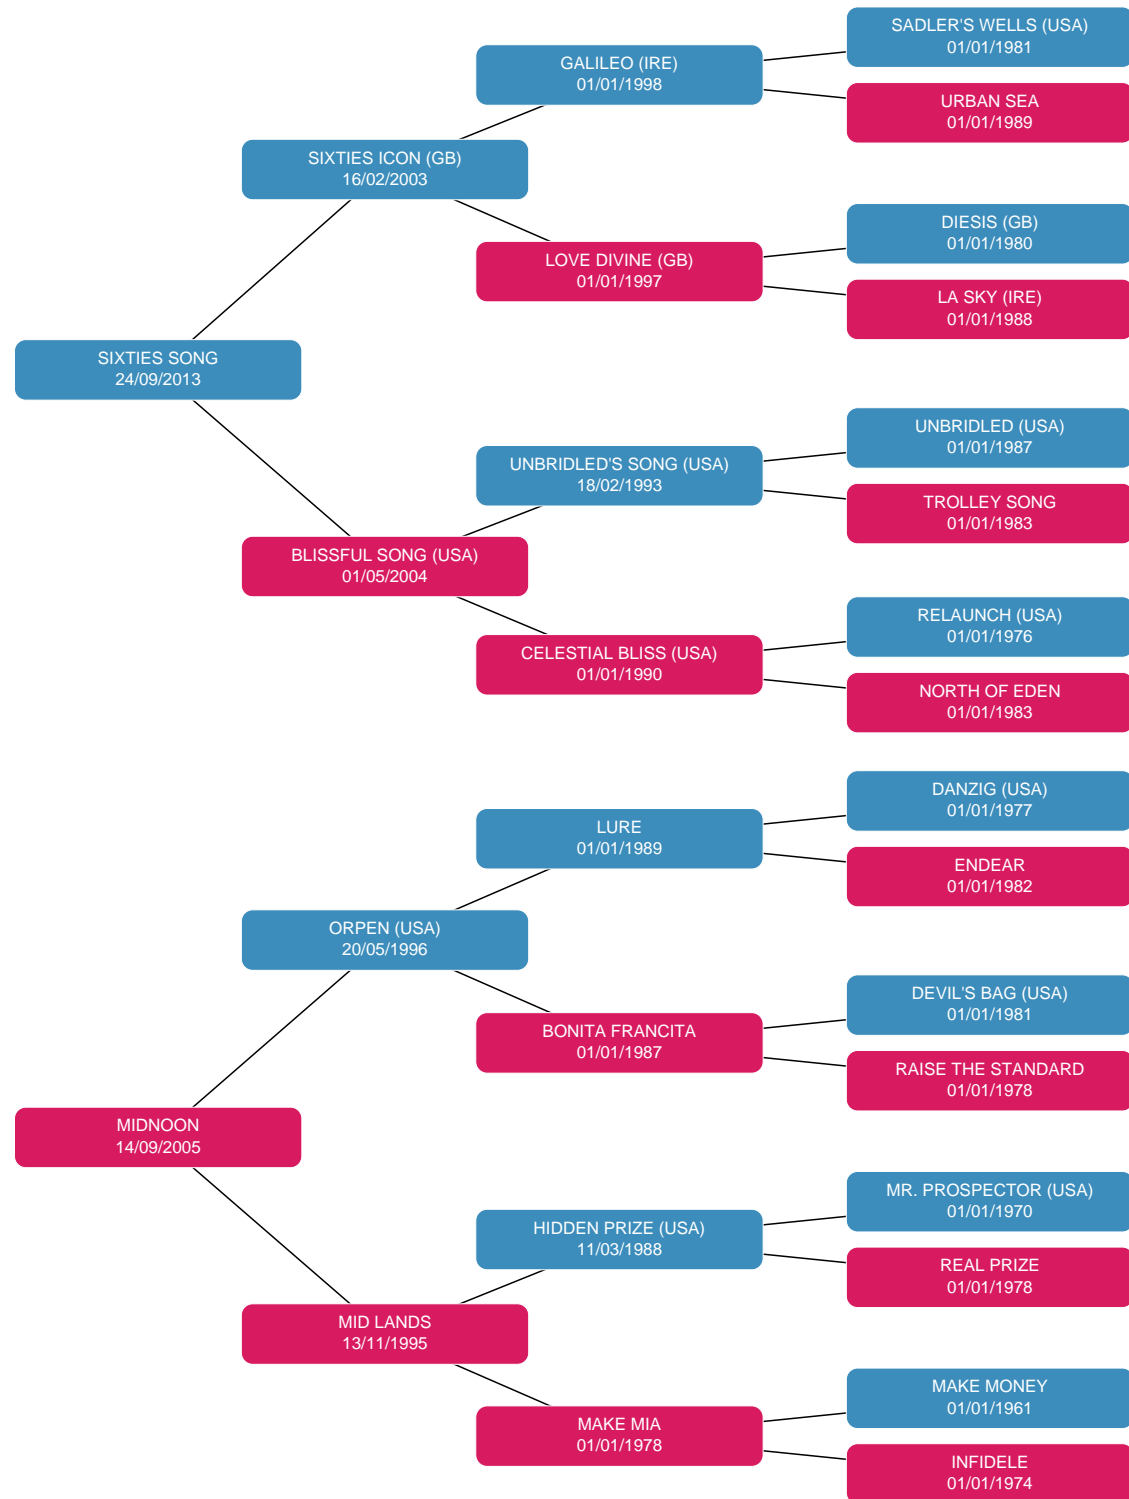 SADLER'S WELLS (USA)
01/01/1981
GALILEO (IRE)
01/01/1998
URBAN SEA
01/01/1989
SIXTIES ICON (GB)
16/02/2003
DIESIS (GB)
01/01/1980
LOVE DIVINE (GB)
01/01/1997
LA SKY (IRE)
01/01/1988
SIXTIES SONG
24/09/2013
UNBRIDLED (USA)
01/01/1987
UNBRIDLED'S SONG (USA)
18/02/1993
TROLLEY SONG
01/01/1983
BLISSFUL SONG (USA)
01/05/2004
RELAUNCH (USA)
01/01/1976
CELESTIAL BLISS (USA)
01/01/1990
NORTH OF EDEN
01/01/1983
DANZIG (USA)
01/01/1977
LURE
01/01/1989
ENDEAR
01/01/1982
ORPEN (USA)
20/05/1996
DEVIL'S BAG (USA)
01/01/1981
BONITA FRANCITA
01/01/1987
RAISE THE STANDARD
01/01/1978
MIDNOON
14/09/2005
MR. PROSPECTOR (USA)
01/01/1970
HIDDEN PRIZE (USA)
11/03/1988
REAL PRIZE
01/01/1978
MID LANDS
13/11/1995
MAKE MONEY
01/01/1961
MAKE MIA
01/01/1978
INFIDELE
01/01/1974